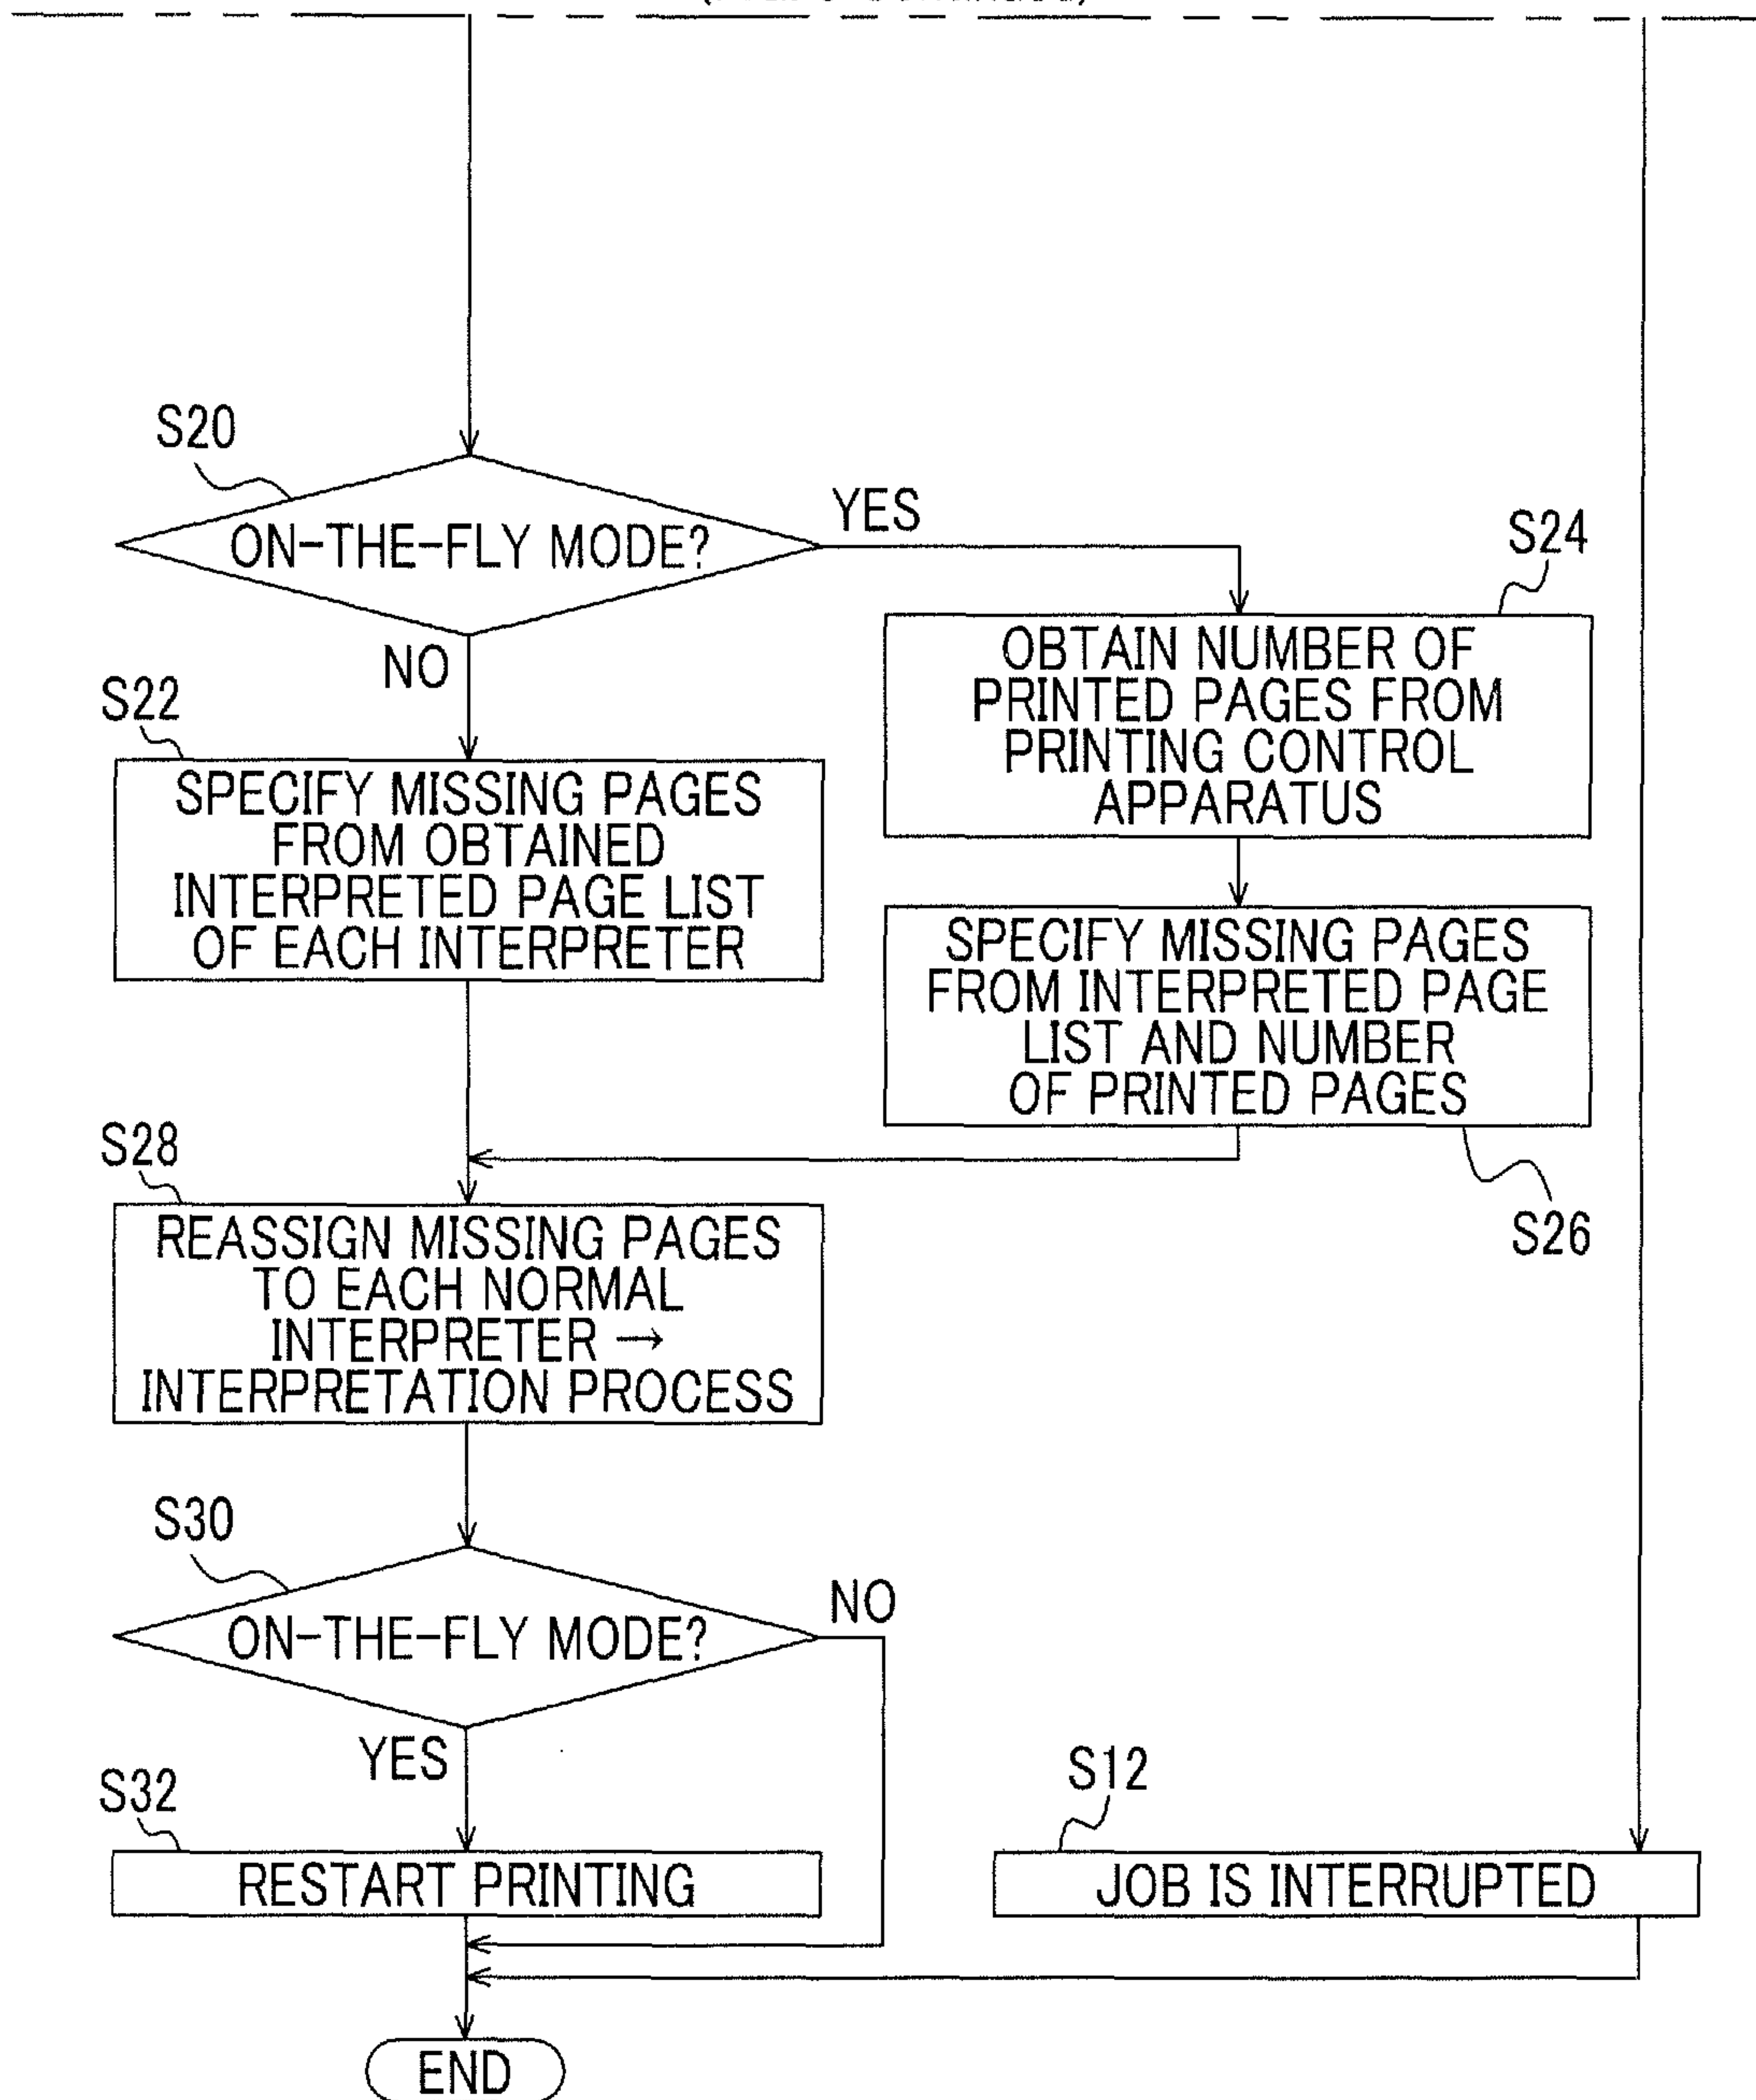 S20
ON-THE-FLY MODE?
YES
NO
S24
OBTAIN NUMBER OF
PRINTED PAGES FROM
PRINTING CONTROL
APPARATUS
S22
SPECIFY MISSING PAGES
FROM OBTAINED
INTERPRETED PAGE LIST
OF EACH INTERPRETER
SPECIFY MISSING PAGES
FROM INTERPRETED PAGE
LIST AND NUMBER
OF PRINTED PAGES
S26
S28
REASSIGN MISSING PAGES
TO EACH NORMAL
INTERPRETER →
INTERPRETATION PROCESS
S30
ON-THE-FLY MODE?
NO
YES
S32
RESTART PRINTING
S12
JOB IS INTERRUPTED
END